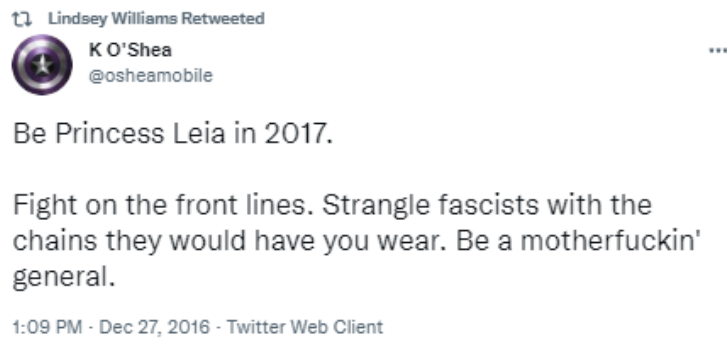 Lindsey Williams Retweeted
K O'Shea
@osheamobile
Be Princess Leia in 2017.
Fight on the front lines. Strangle fascists with the
chains they would have you wear. Be a motherfuckin'
general.
1:09 PM · Dec 27, 2016 · Twitter Web Client